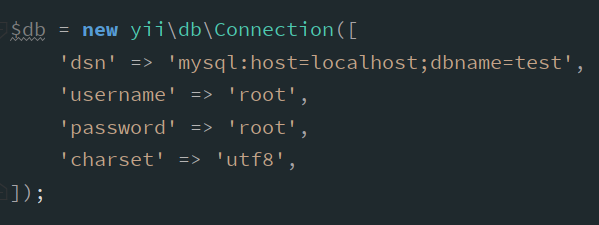 $db = new yii\db\Connection([
    'dsn' => 'mysql:host=localhost;dbname=test',
    'username' => 'root',
    'password' => 'root',
    'charset' => 'utf8',
]);